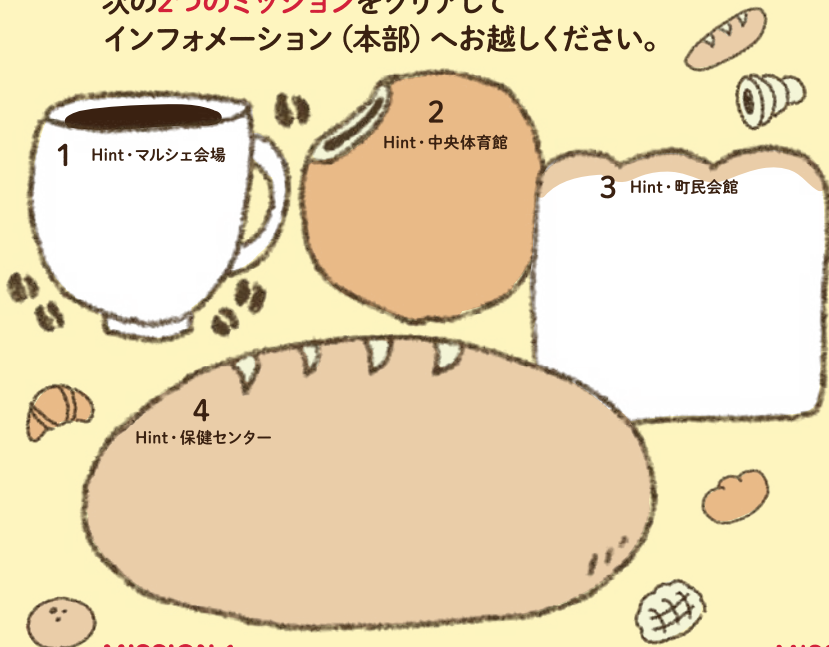 次の2つのミッションをクリアして
インフォメーション（本部）へお越しください。
1 Hint・マルシェ会場
2
Hint・中央体育館
3 Hint・町民会館
4
Hint・保健センター